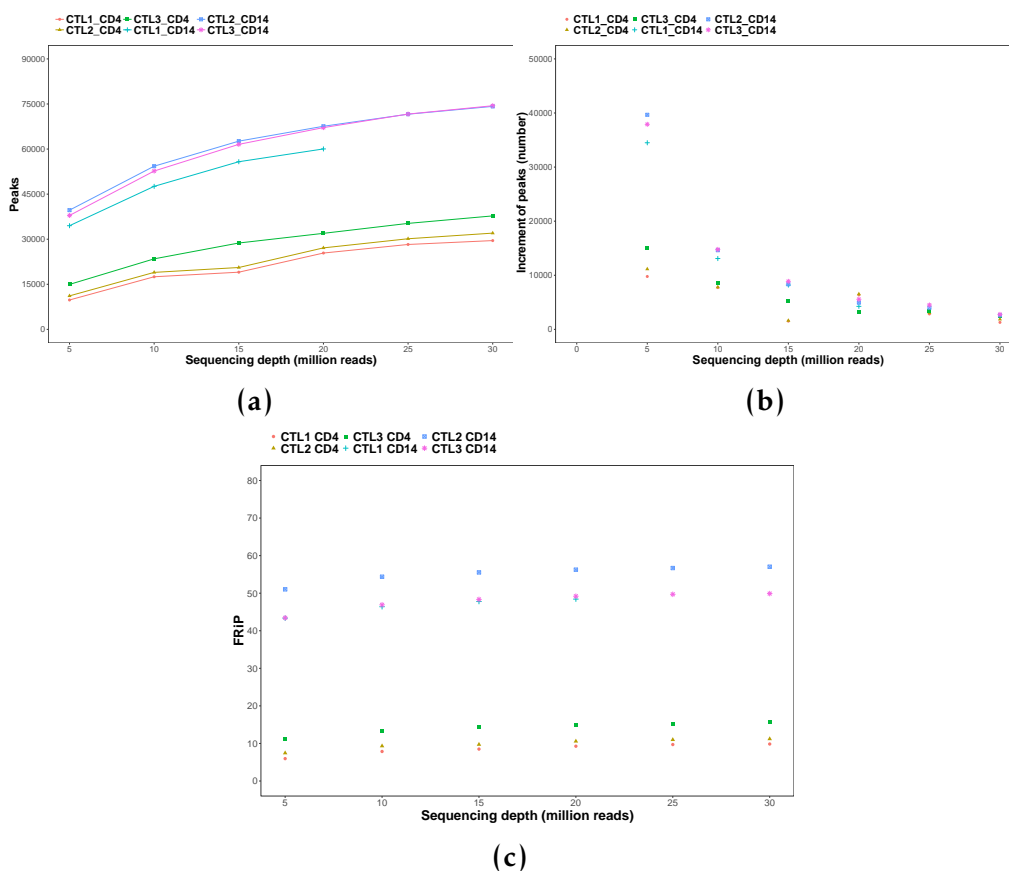 CTL1_CD4 CTL3_CD4 CTL2_CD14
CTL2_CD4 CTL1_CD14 CTL3_CD14
90000
75000
60000
45000
30000
15000
0
Peaks
5 10 15 20 25 30
Sequencing depth (million reads)
(a)
CTL1_CD4 CTL3_CD4 CTL2_CD14
CTL2_CD4 CTL1_CD14 CTL3_CD14
50000
40000
30000
20000
10000
0
Increment of peaks (number)
0 5 10 15 20 25 30
Sequencing depth (million reads)
(b)
CTL1 CD4 CTL3 CD4 CTL2 CD14
CTL2 CD4 CTL1 CD14 CTL3 CD14
80
70
60
50
40
30
20
10
0
FRiP
5 10 15 20 25 30
Sequencing depth (million reads)
(c)